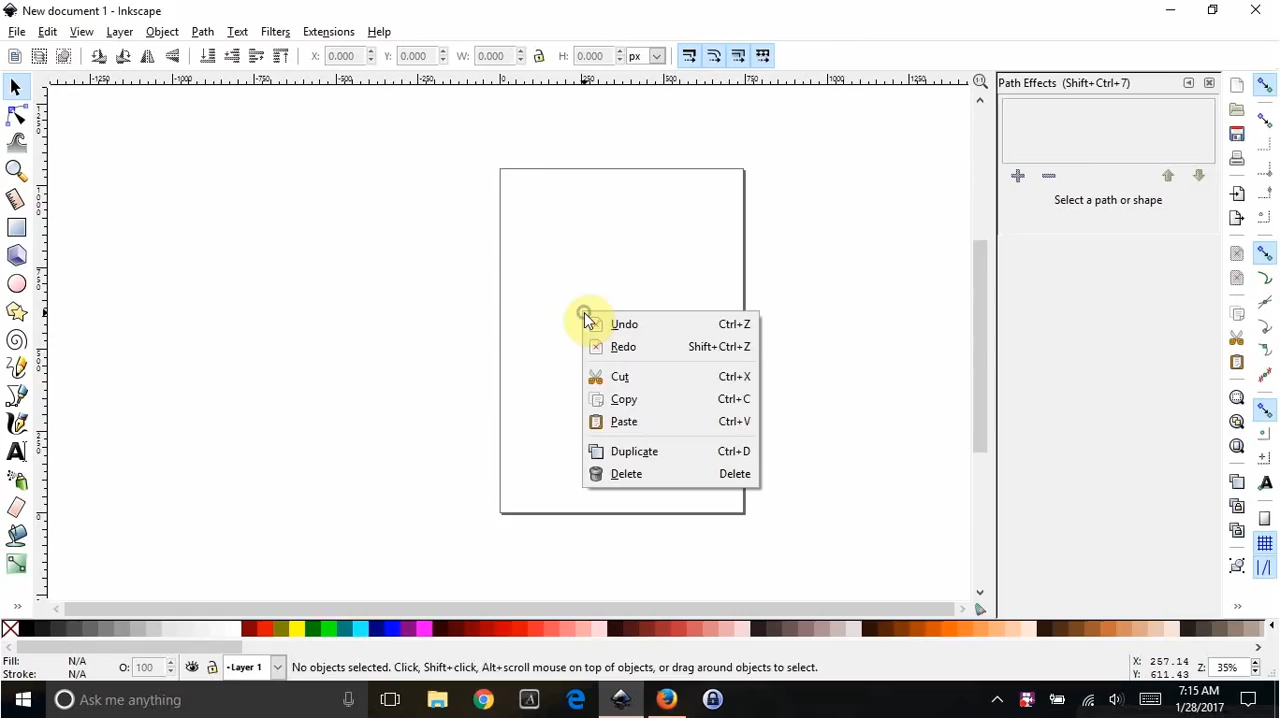 New document 1 - Inkscape
File Edit View Layer Object Path Text Filters Extensions Help
X: 0.000 Y: 0.000 W: 0.000 H: 0.000 px
Path Effects (Shift+Ctrl+7)
Select a path or shape
Undo Ctrl+Z
Redo Shift+Ctrl+Z
Cut Ctrl+X
Copy Ctrl+C
Paste Ctrl+V
Duplicate Ctrl+D
Delete Delete
Fill: N/A
Stroke: N/A
O: 100
Layer 1
No objects selected. Click, Shift+click, Alt+scroll mouse on top of objects, or drag around objects to select.
X: 257.14
Y: 611.43
Z: 35%
Ask me anything
7:15 AM
1/28/2017